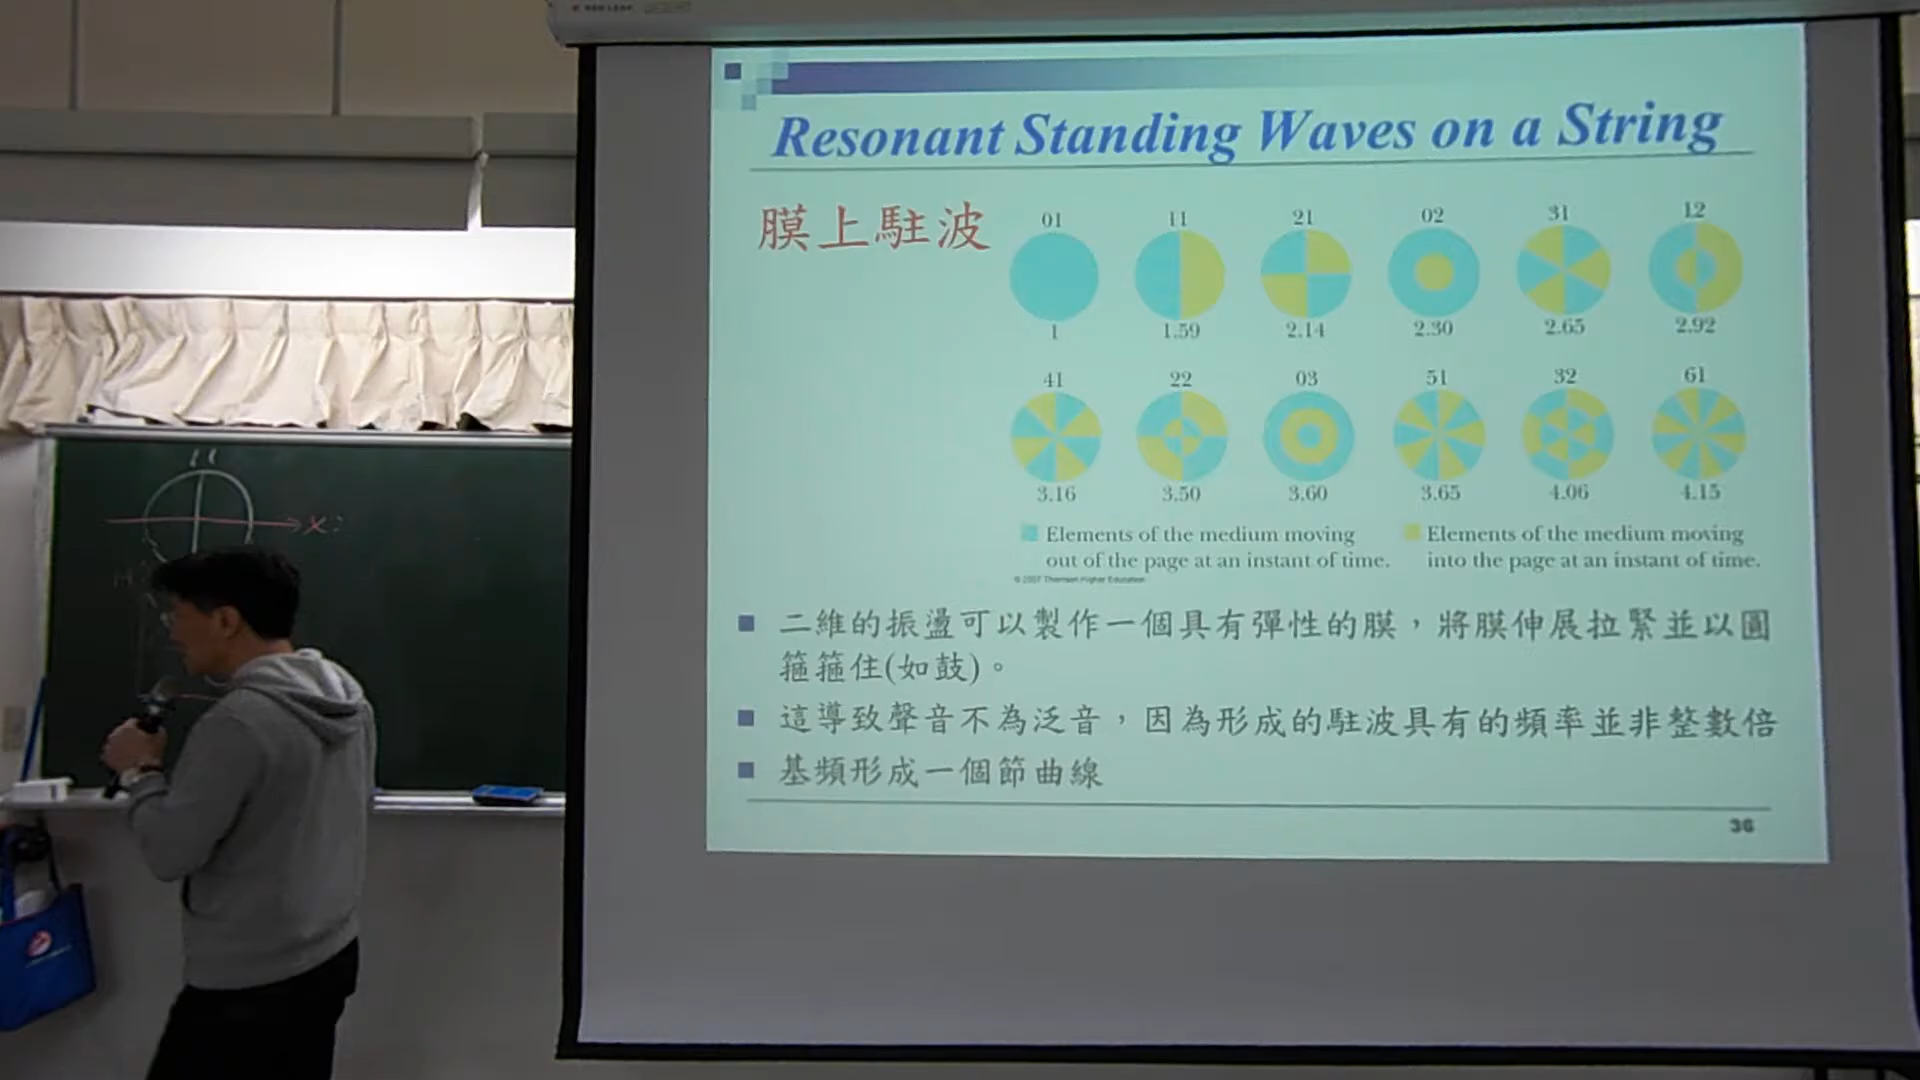 Resonant Standing Waves on a String
膜上駐波
01 11 21 02 31 12
1 1.59 2.14 2.30 2.65 2.92
41 22 03 51 32 61
3.16 3.50 3.60 3.65 4.06 4.15
Elements of the medium moving
out of the page at an instant of time.
Elements of the medium moving
into the page at an instant of time.
© 2007 Thomson Higher Education
二維的振盪可以製作一個具有彈性的膜,將膜伸展拉緊並以圓
箍箍住(如鼓)。
這導致聲音不為泛音,因為形成的駐波具有的頻率並非整數倍
基頻形成一個節曲線
36
11
x